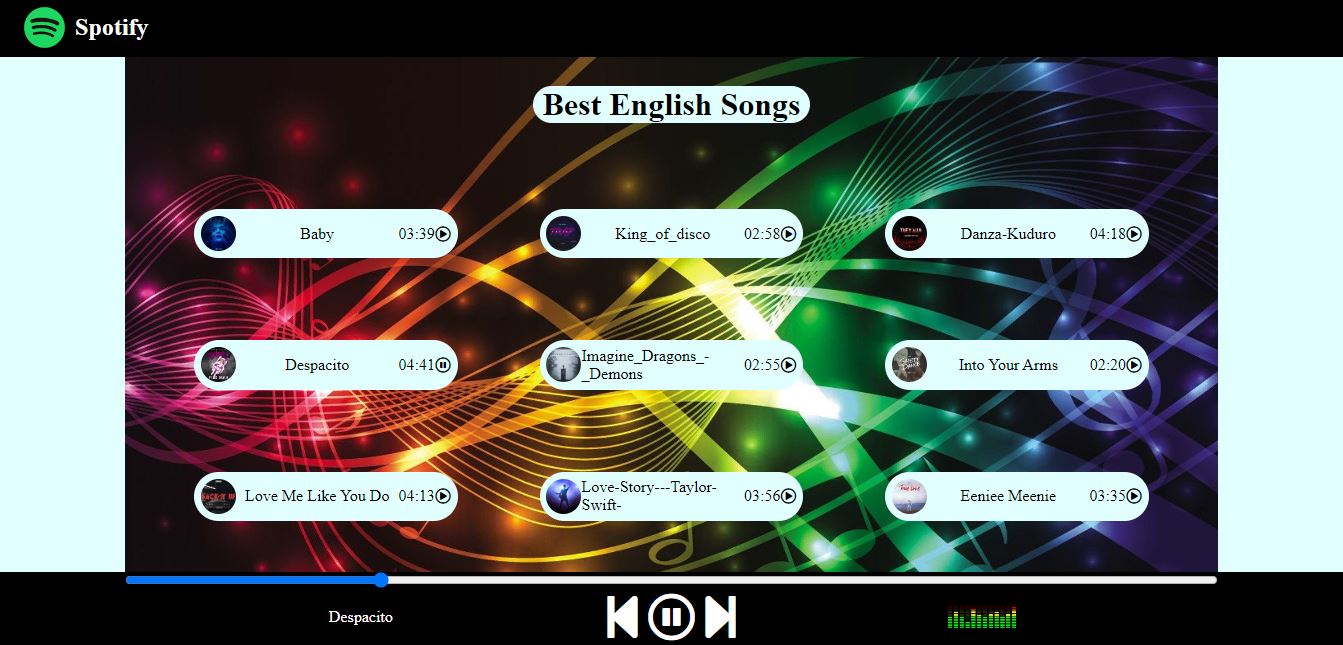 Spotify
Best English Songs
Baby 03:39
King_of_disco 02:58
Danza-Kuduro 04:18
Despacito 04:41
Imagine_Dragons_-
_Demons 02:55
Into Your Arms 02:20
Love Me Like You Do 04:13
Love-Story---Taylor-
Swift- 03:56
Eeniee Meenie 03:35
Despacito